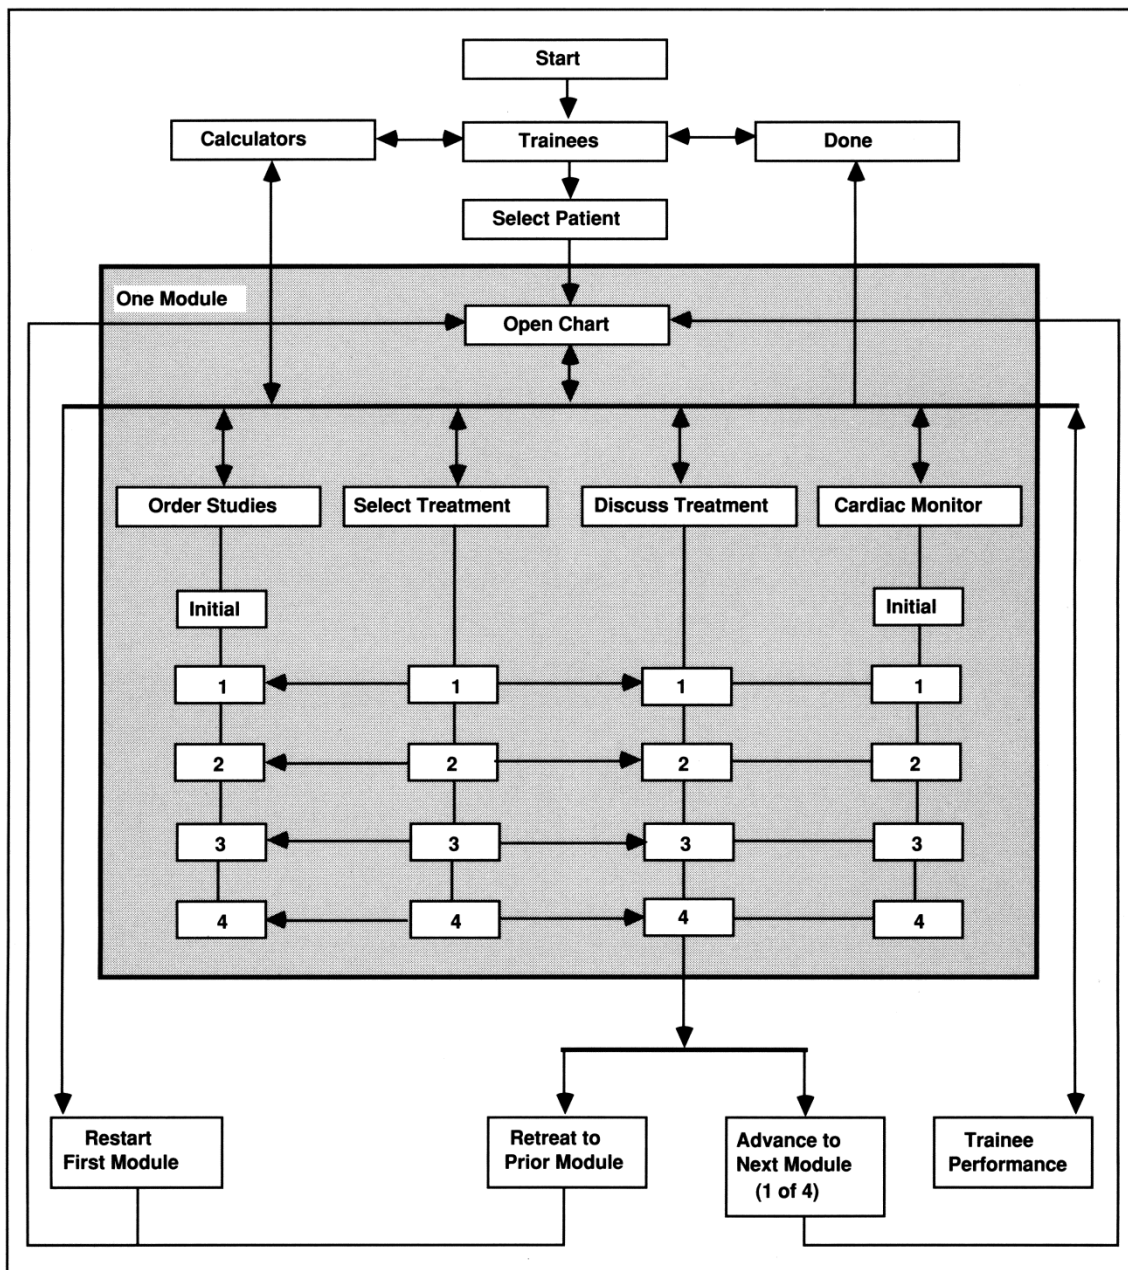 Start
Calculators
Trainees
Done
Select Patient
One Module
Open Chart
Order Studies
Select Treatment
Discuss Treatment
Cardiac Monitor
Initial
Initial
1
1
1
1
2
2
2
2
3
3
3
3
4
4
4
4
Restart
First Module
Retreat to
Prior Module
Advance to
Next Module
(1 of 4)
Trainee
Performance